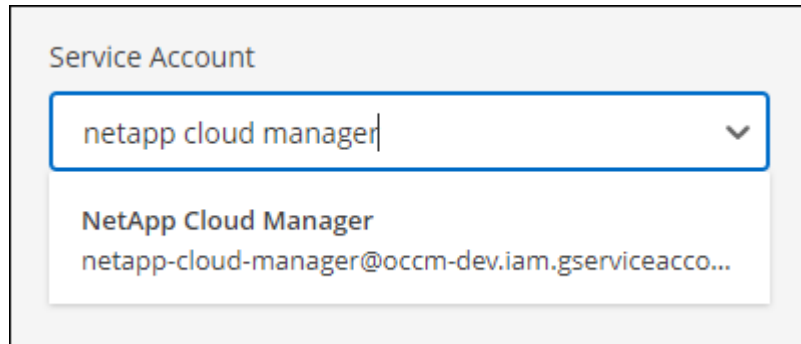 Service Account
netapp cloud manager
NetApp Cloud Manager
netapp-cloud-manager@occm-dev.iam.gserviceacco...